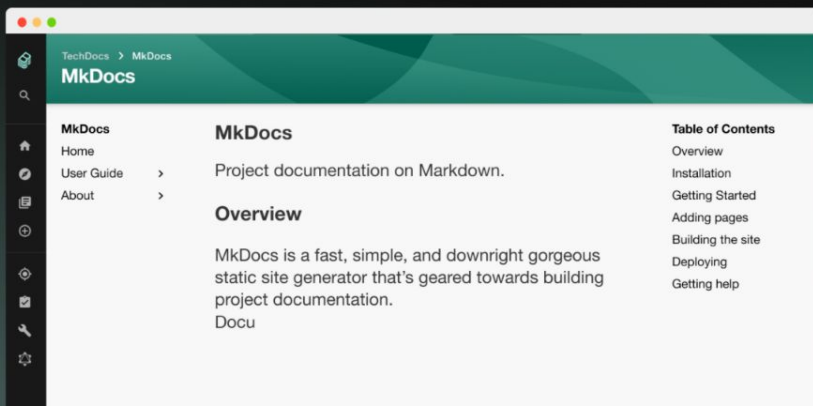 TechDocs > MkDocs
MkDocs
MkDocs
Home
User Guide >
About >
MkDocs
Project documentation on Markdown.
Overview
MkDocs is a fast, simple, and downright gorgeous
static site generator that's geared towards building
project documentation.
Docu
Table of Contents
Overview
Installation
Getting Started
Adding pages
Building the site
Deploying
Getting help